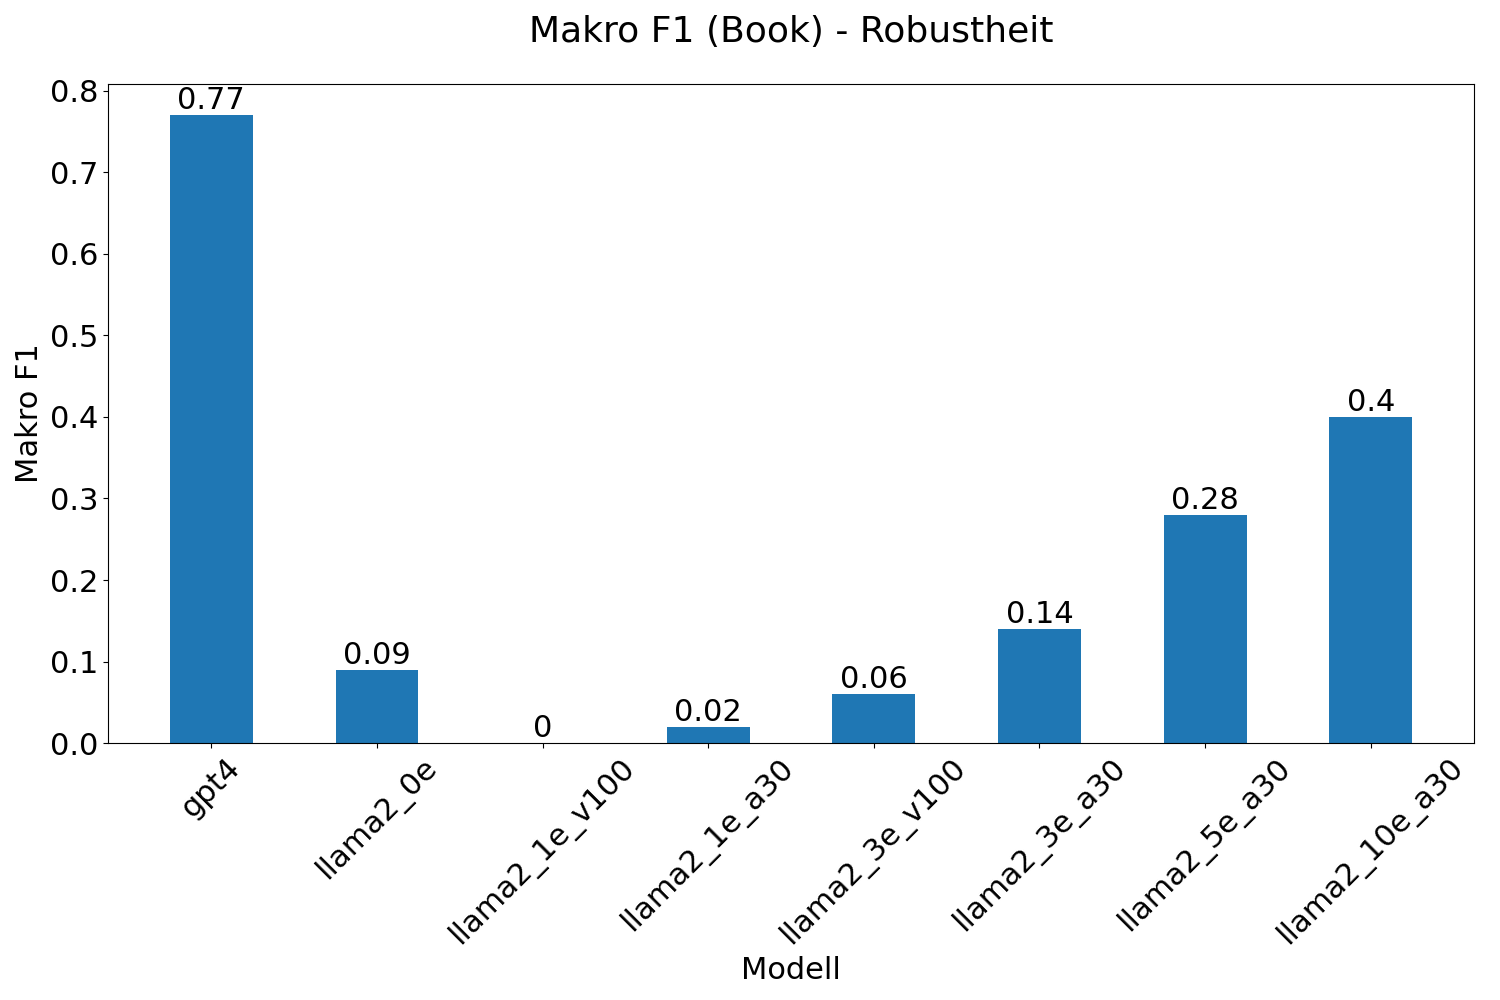 Makro F1 (Book) - Robustheit
Makro F1
0.8
0.7
0.6
0.5
0.4
0.3
0.2
0.1
0.0
0.77
0.09
0
0.02
0.06
0.14
0.28
0.4
gpt4
llama2_0e
llama2_1e_v100
llama2_1e_a30
llama2_3e_v100
llama2_3e_a30
llama2_5e_a30
llama2_10e_a30
Modell